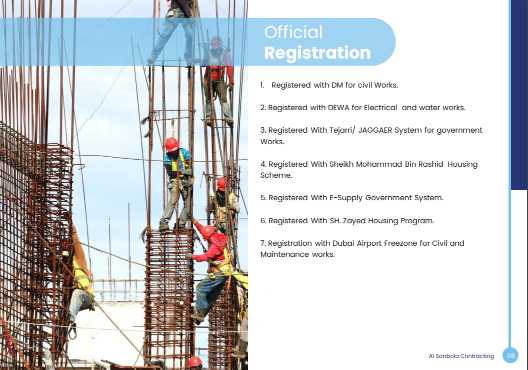 Official
Registration
1. Registered with DM for civil Works.
2. Registered with DEWA for Electrical and water works.
3. Registered With Tejarri/ JAGGAER System for government
Works.
4. Registered With Sheikh Mohammad Bin Rashid Housing
Scheme.
5. Registered With E-Supply Government System.
6. Registered With SH. Zayed Housing Program.
7. Registration with Dubai Airport Freezone for Civil and
Maintenance works.
Al Sonbola Contracting
08